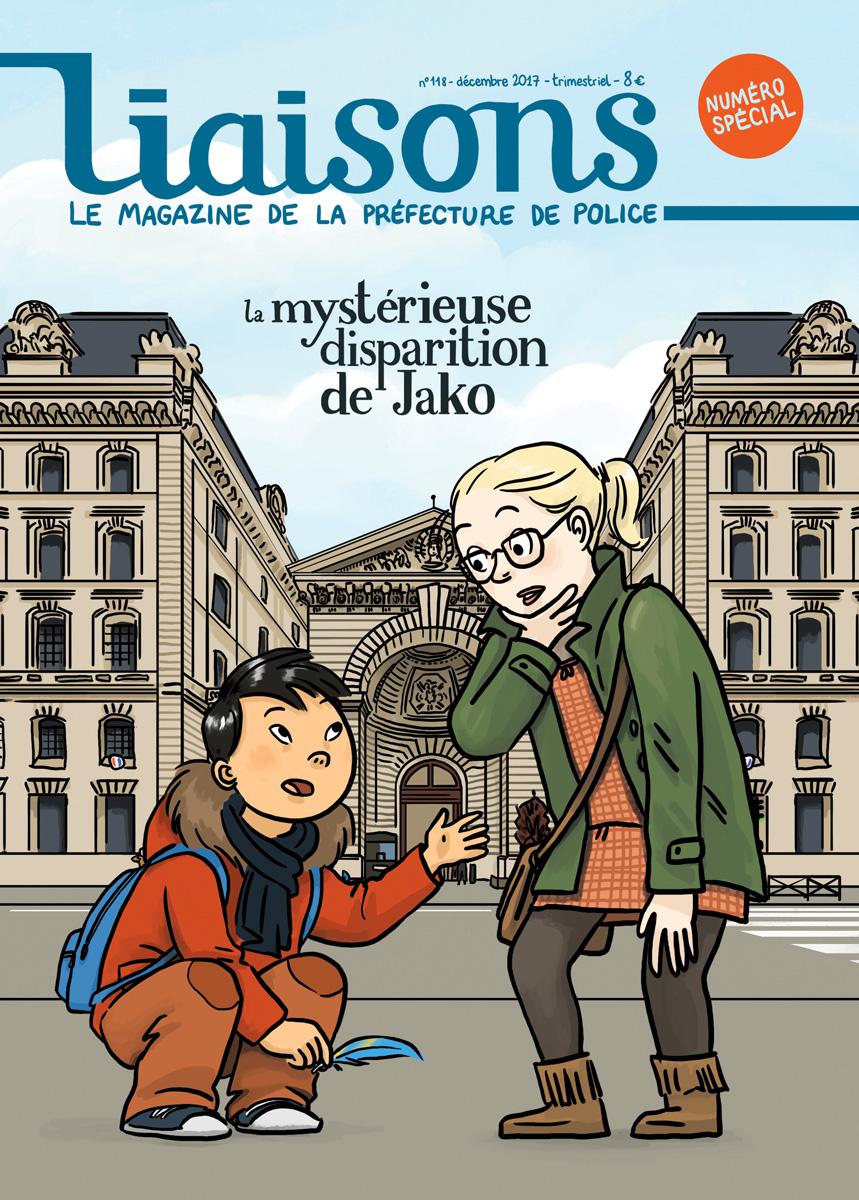 n°118 - décembre 2017 - trimestriel - 8€
liaisons
NUMÉRO
SPÉCIAL
LE MAGAZINE DE LA PRÉFECTURE DE POLICE
la mystérieuse
disparition
de Jako